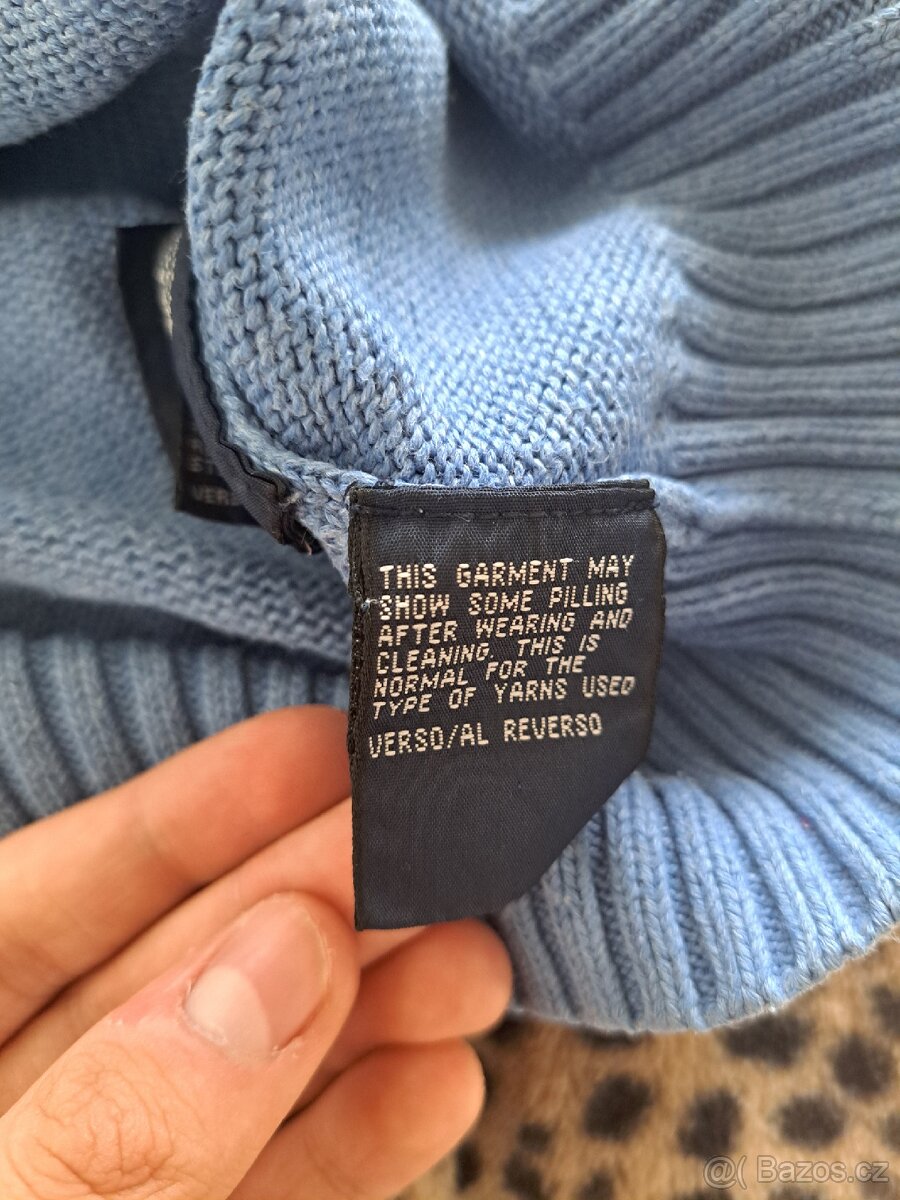 THIS GARMENT MAY
SHOW SOME PILLING
AFTER WEARING AND
CLEANING. THIS IS
NORMAL FOR THE
TYPE OF YARNS USED
VERSO/AL REVERSO
VER
@( Bazos.cz